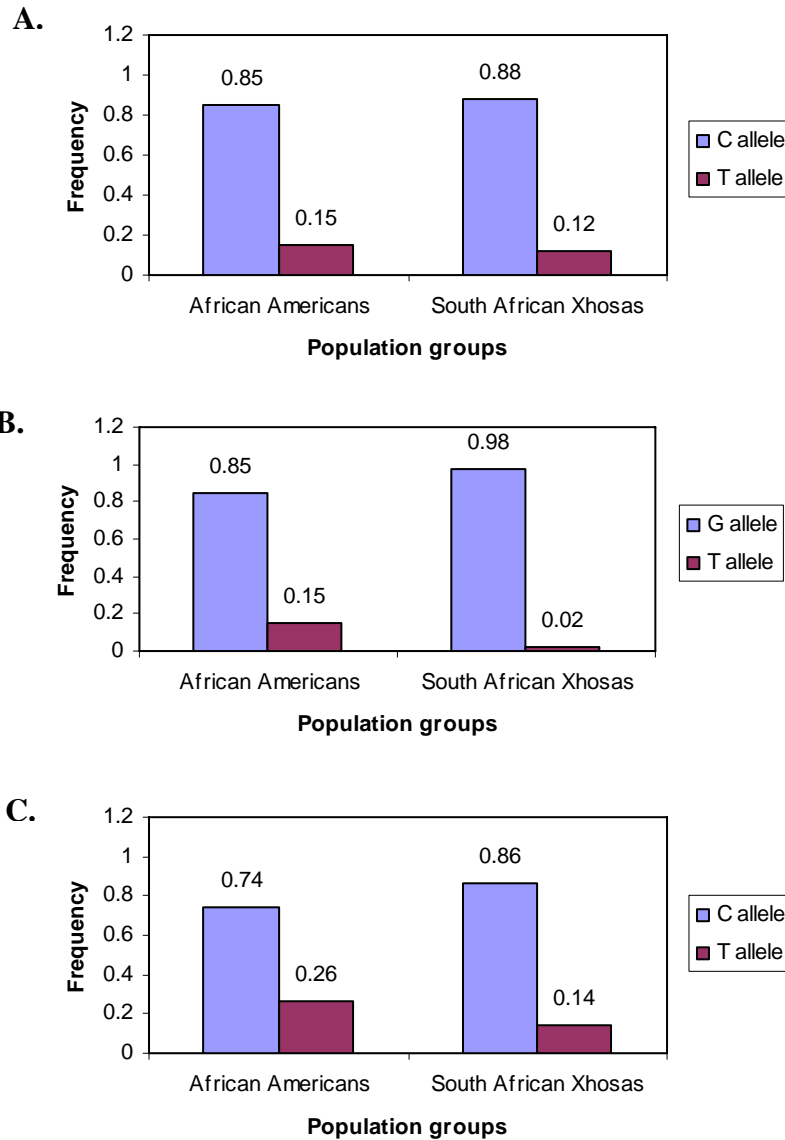 A.
1.2
1
0.8
0.6
0.4
0.2
0
Frequency
0.85
0.15
0.88
0.12
African Americans South African Xhosas
Population groups
C allele
T allele
B.
1.2
1
0.8
0.6
0.4
0.2
0
Frequency
0.85
0.15
0.98
0.02
African Americans South African Xhosas
Population groups
G allele
T allele
C.
1.2
1
0.8
0.6
0.4
0.2
0
Frequency
0.74
0.26
0.86
0.14
African Americans South African Xhosas
Population groups
C allele
T allele